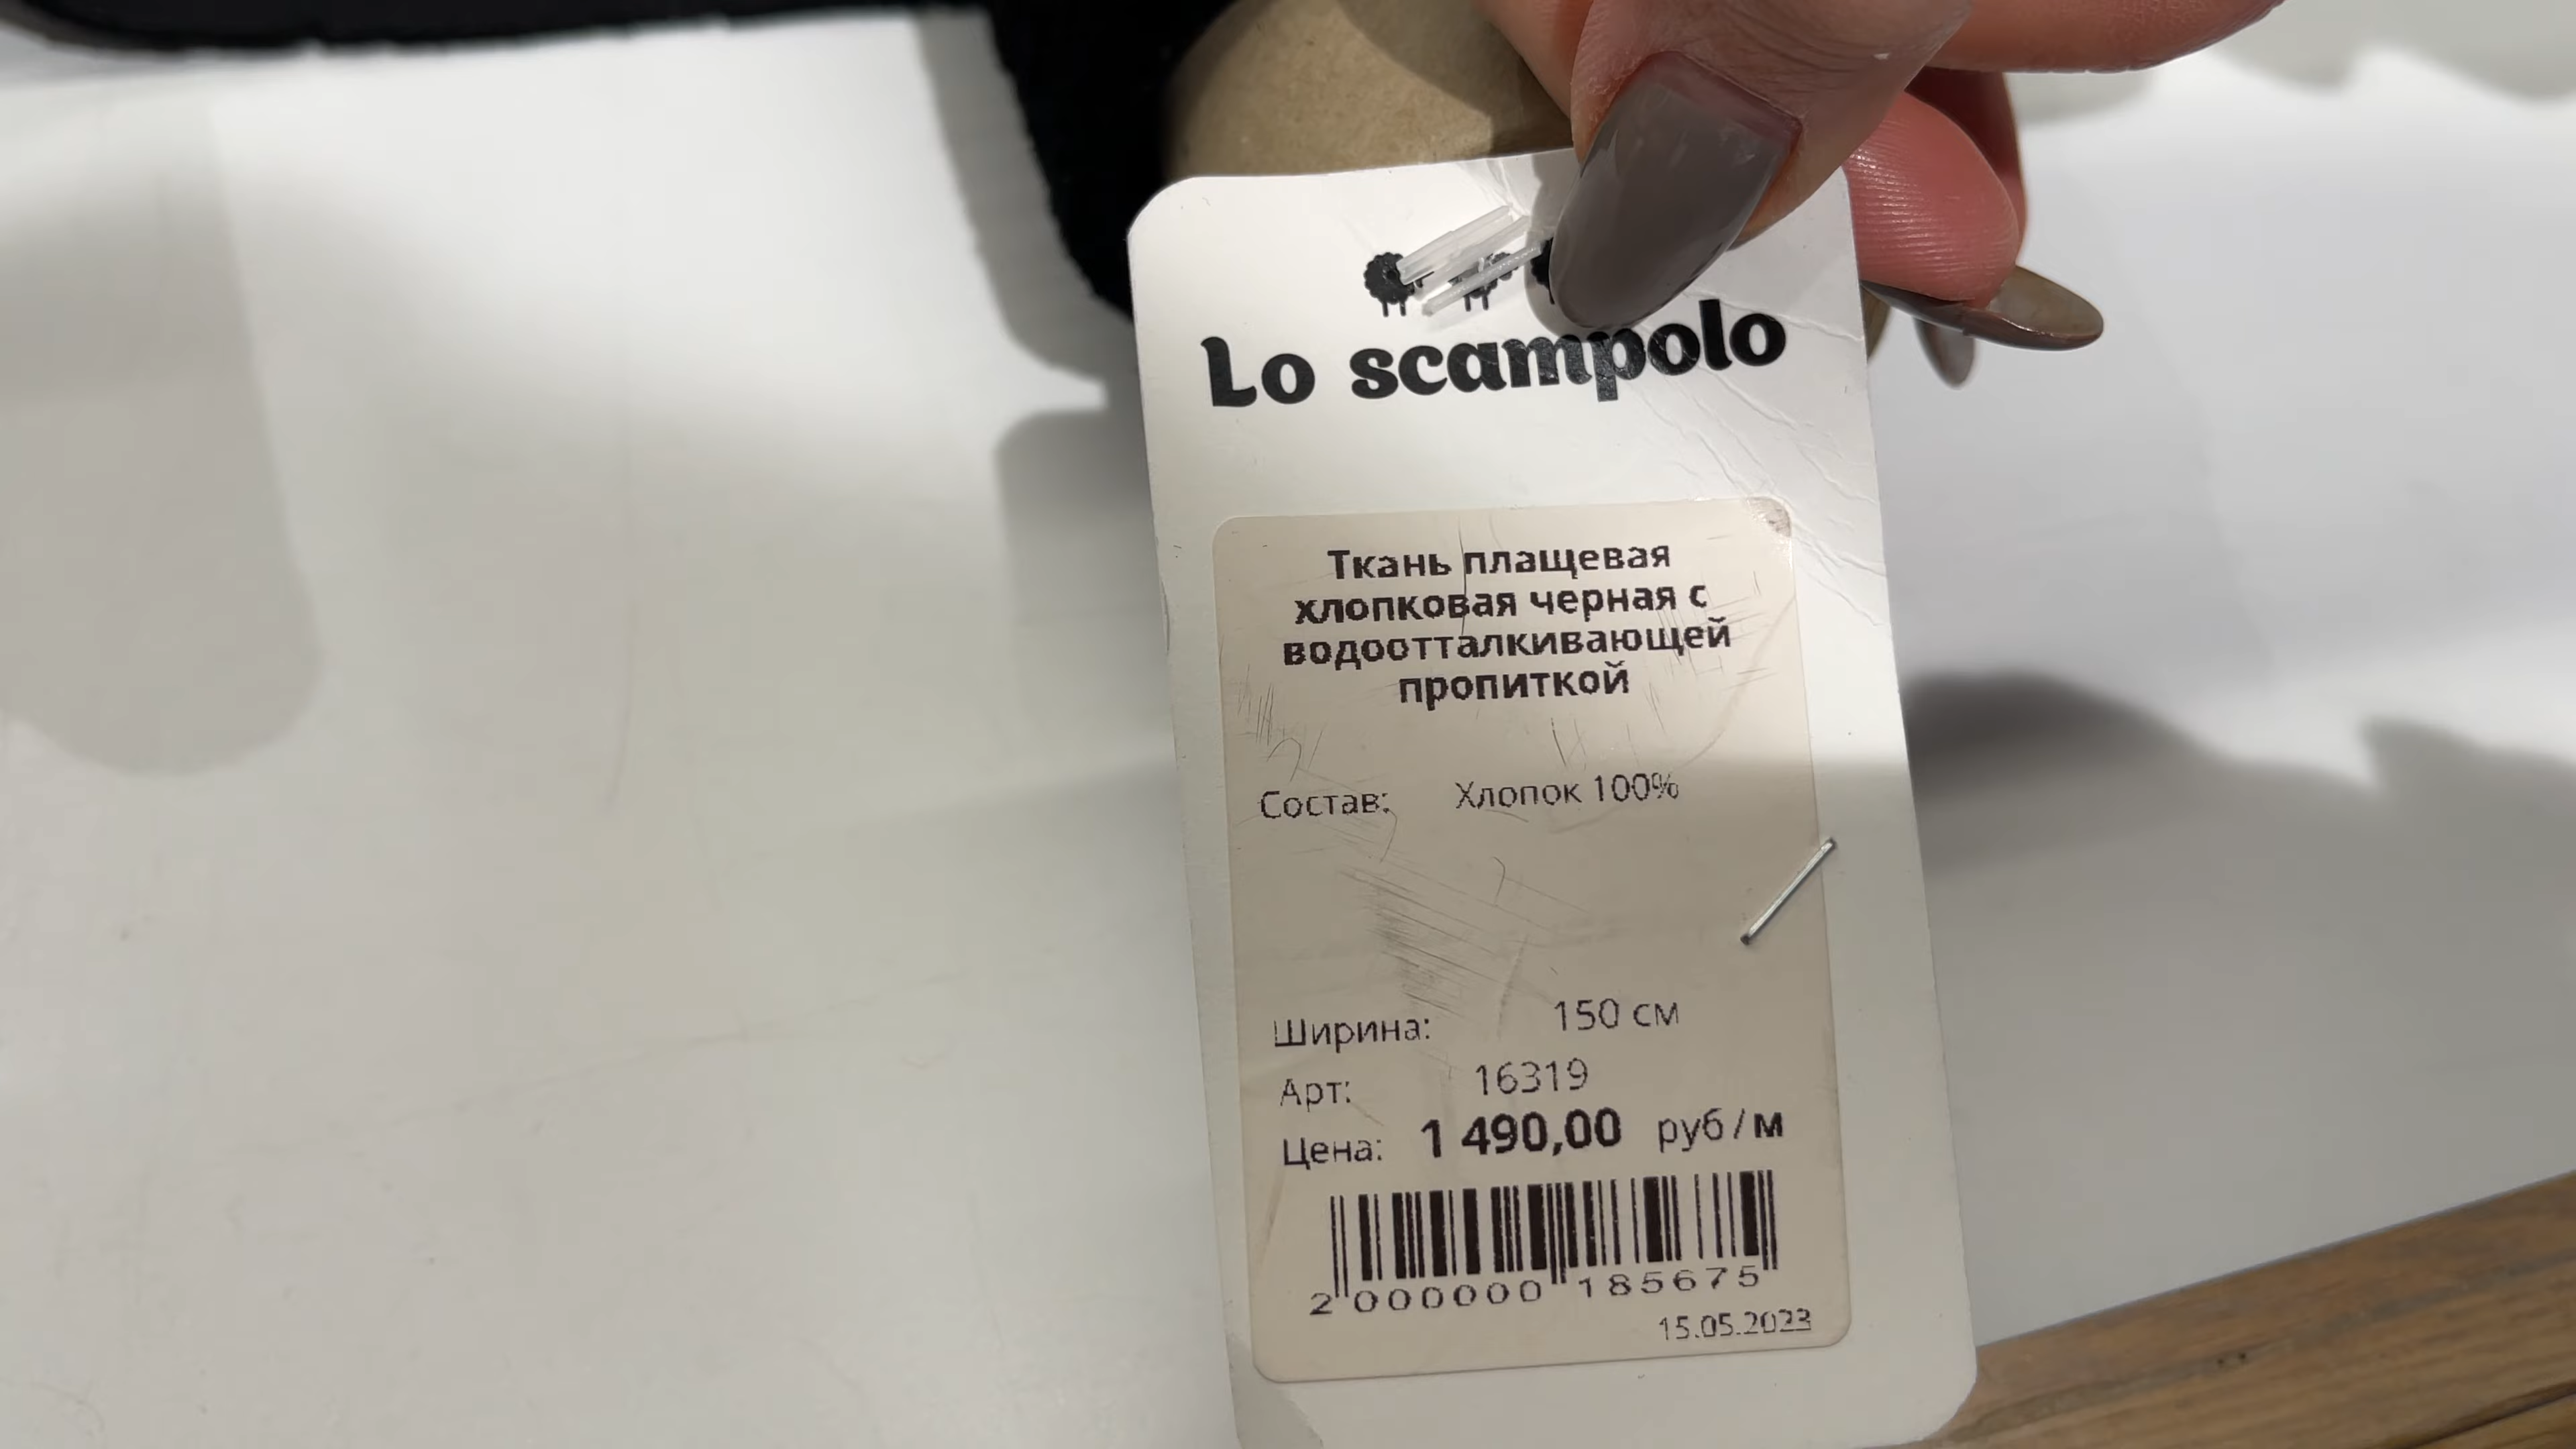 Lo scampolo
Ткань плащевая
хлопковая черная с
водоотталкивающей
пропиткой
Состав: Хлопок 100%
Ширина: 150 см
Арт: 16319
Цена: 1 490,00 руб/м
2 000000 185675
15.05.2023